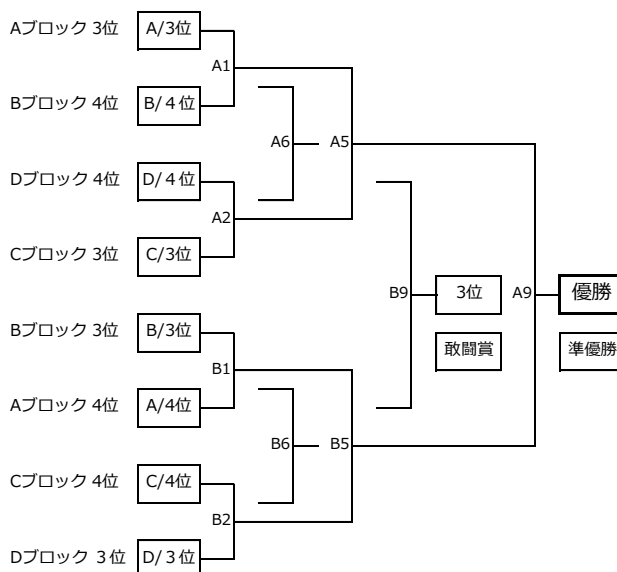 Aブロック 3位 A/3位
A1
Bブロック 4位 B/４位
A6 A5
Dブロック 4位 D/４位
A2
Cブロック 3位 C/3位
B9 3位 A9 優勝
Bブロック 3位 B/3位
敢闘賞 準優勝
B1
Aブロック 4位 A/4位
B6 B5
Cブロック 4位 C/4位
B2
Dブロック ３位 D/３位